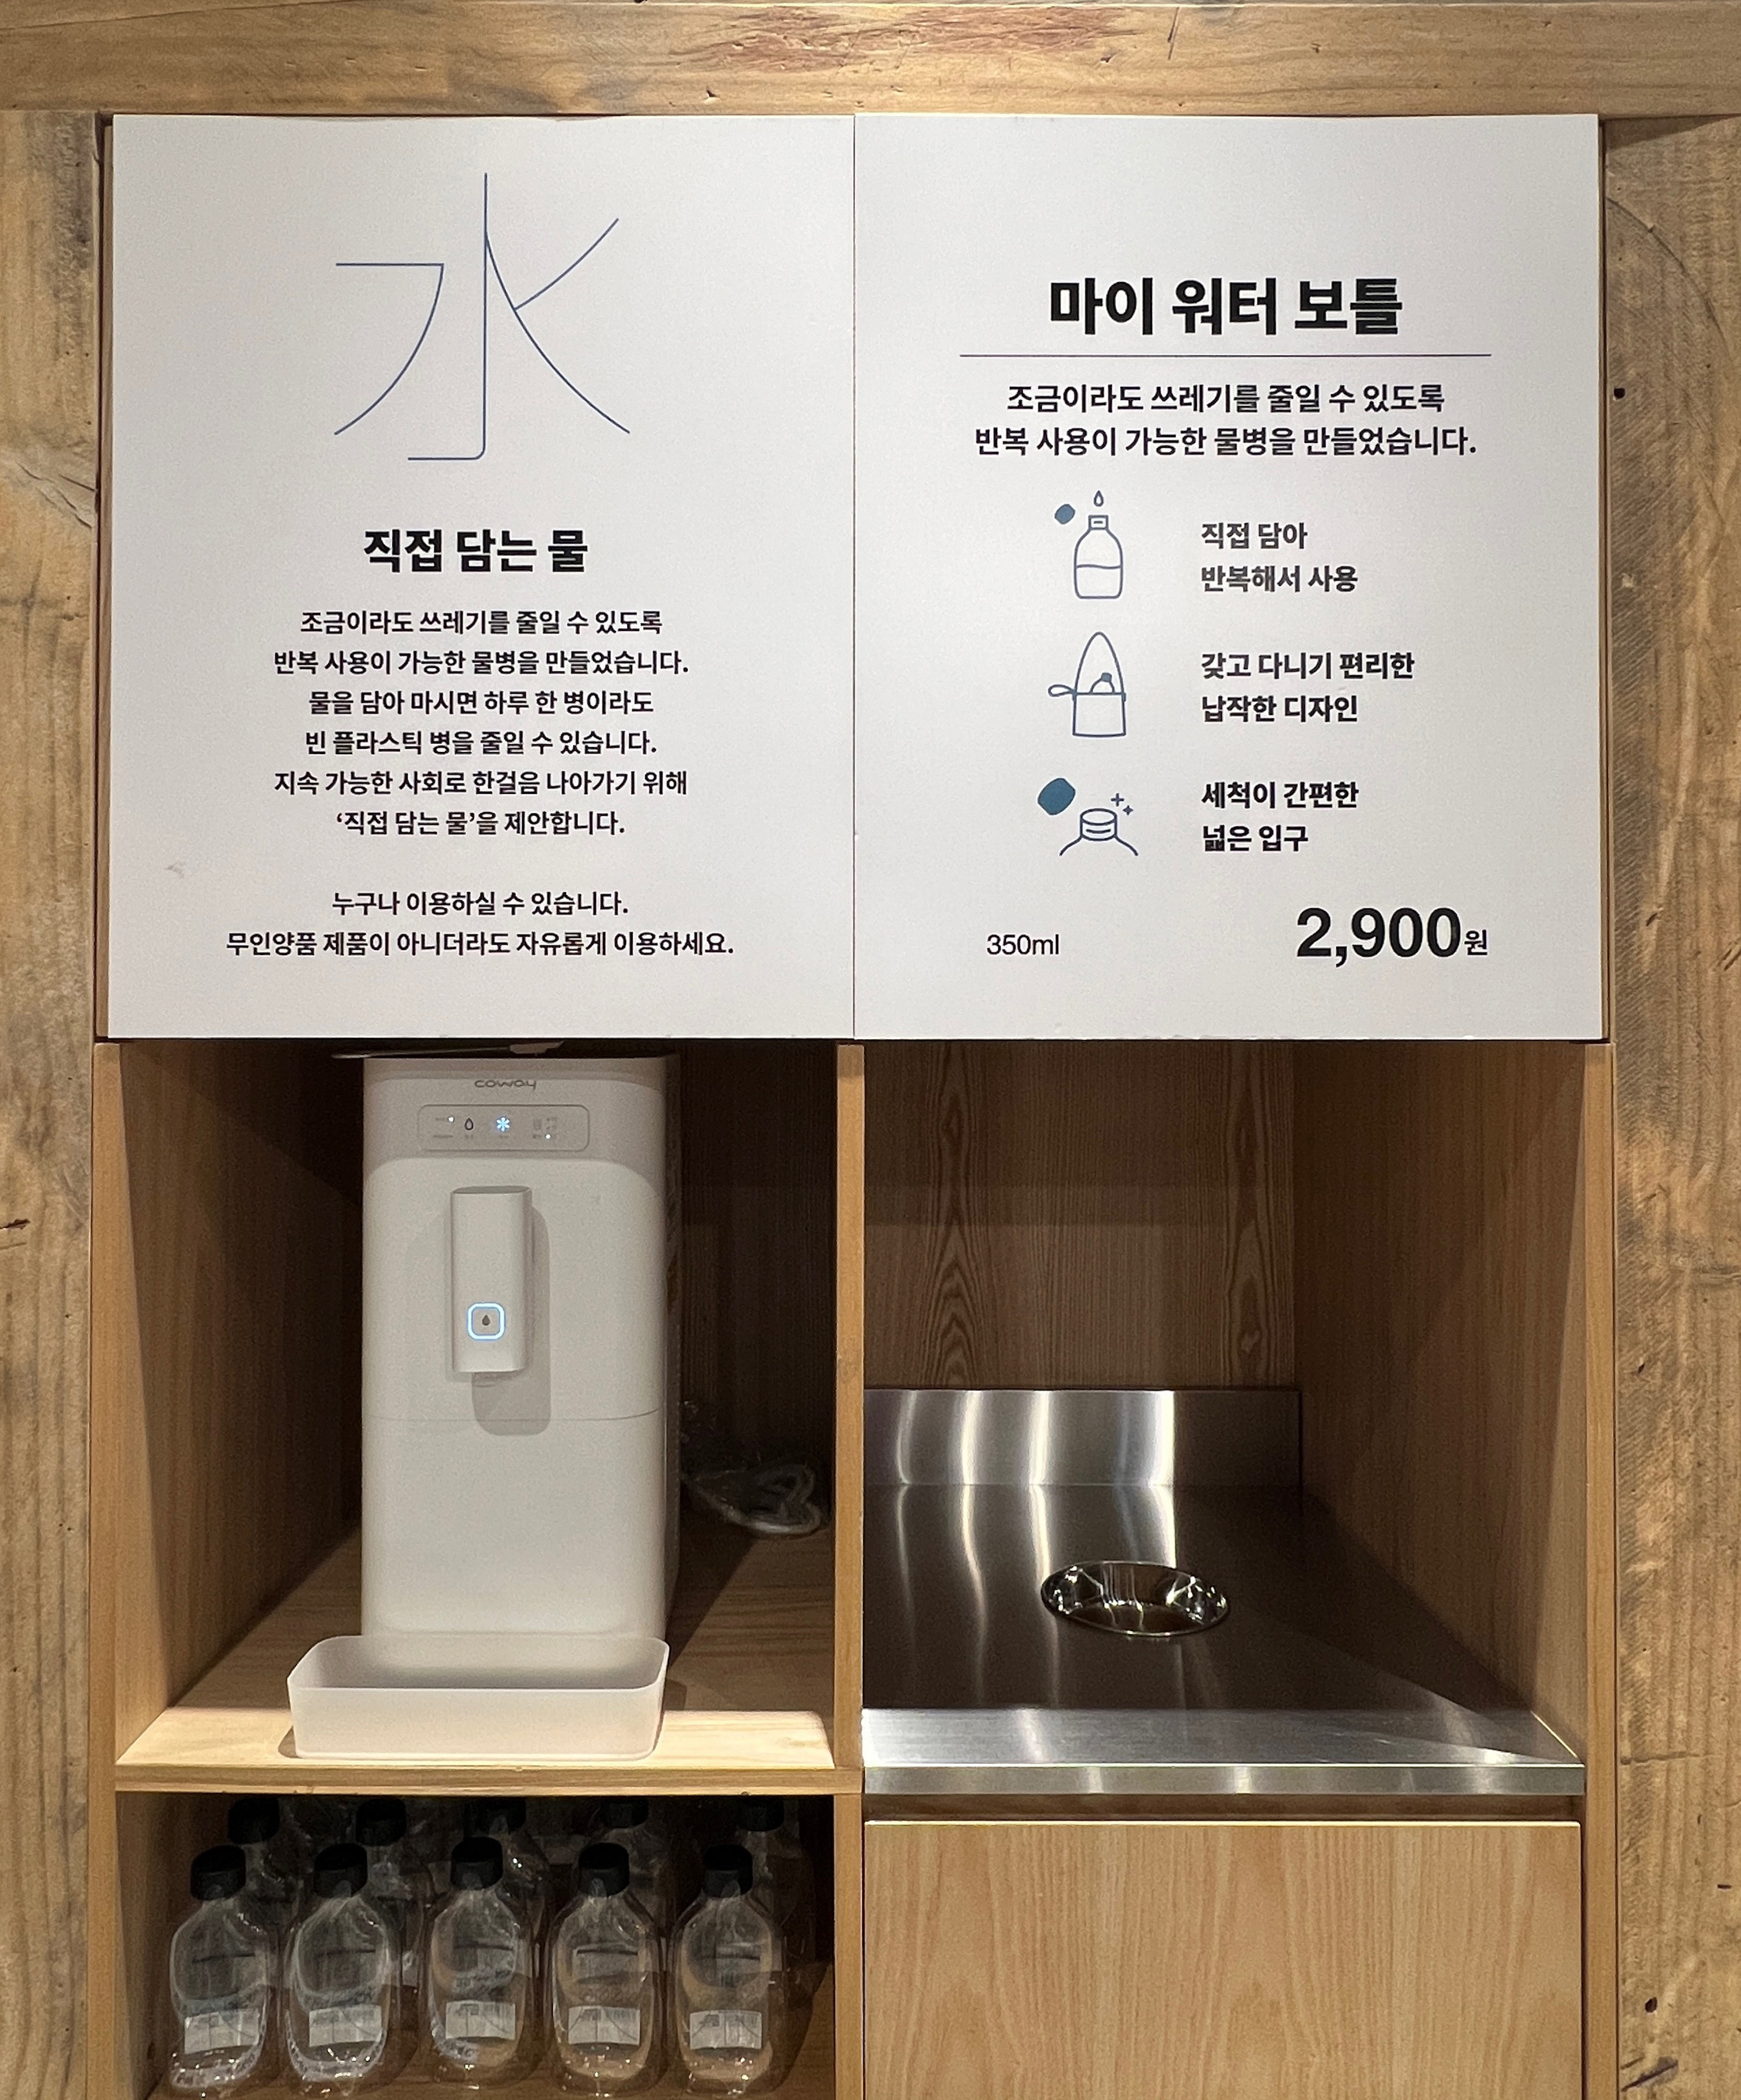 水
직접 담는 물
조금이라도 쓰레기를 줄일 수 있도록
반복 사용이 가능한 물병을 만들었습니다.
물을 담아 마시면 하루 한 병이라도
빈 플라스틱 병을 줄일 수 있습니다.
지속 가능한 사회로 한걸음 나아가기 위해
‘직접 담는 물’을 제안합니다.
누구나 이용하실 수 있습니다.
무인양품 제품이 아니더라도 자유롭게 이용하세요.
마이 워터 보틀
조금이라도 쓰레기를 줄일 수 있도록
반복 사용이 가능한 물병을 만들었습니다.
직접 담아
반복해서 사용
갖고 다니기 편리한
납작한 디자인
세척이 간편한
넓은 입구
350ml
2,900원
coway